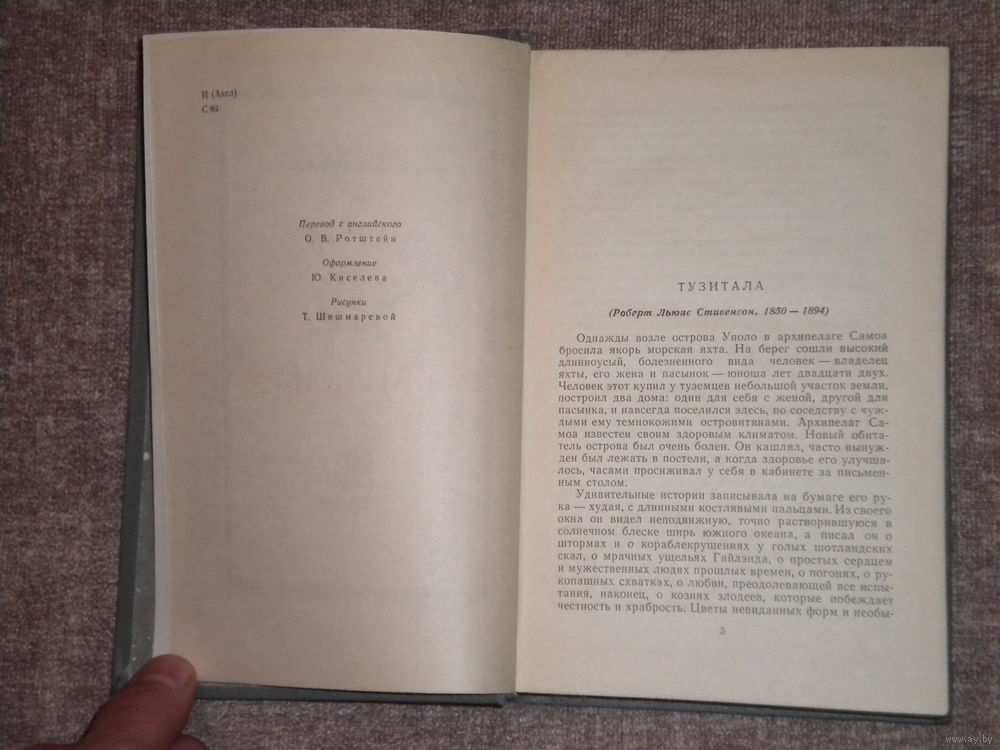 И (Англ)
С 80
Перевод с английского
О. В. Ротштейн
Оформление
Ю. Киселева
Рисунки
Т. Шишмаревой
ТУЗИТАЛА
(Роберт Льюис Стивенсон. 1850 — 1894)
Однажды возле острова Уполо в архипелаге Самоа
бросила якорь морская яхта. На берег сошли высокий
длинноусый, болезненного вида человек — владелец
яхты, его жена и пасынок — юноша лет двадцати двух.
Человек этот купил у туземцев небольшой участок земли,
построил два дома: один для себя с женой, другой для
пасынка, и навсегда поселился здесь, по соседству с чуж-
дыми ему темнокожими островитянами. Архипелаг Са-
моа известен своим здоровым климатом. Новый обита-
тель острова был очень болен. Он кашлял, часто вынуж-
ден был лежать в постели, а когда здоровье его улучша-
лось, часами просиживал у себя в кабинете за письмен-
ным столом.
Удивительные истории записывала на бумаге его ру-
ка — худая, с длинными костлявыми пальцами. Из своего
окна он видел неподвижную, точно растворившуюся в
солнечном блеске ширь южного океана, а писал он о
штормах и о кораблекрушениях у голых шотландских
скал, о мрачных ущельях Гайлэнда, о простых сердцем
и мужественных людях прошлых времен, о погонях, о ру-
копашных схватках, о любви, преодолевающей все испы-
тания, наконец, о кознях злодеев, которые побеждает
честность и храбрость. Цветы невиданных форм и необы-
5
www.ay.by